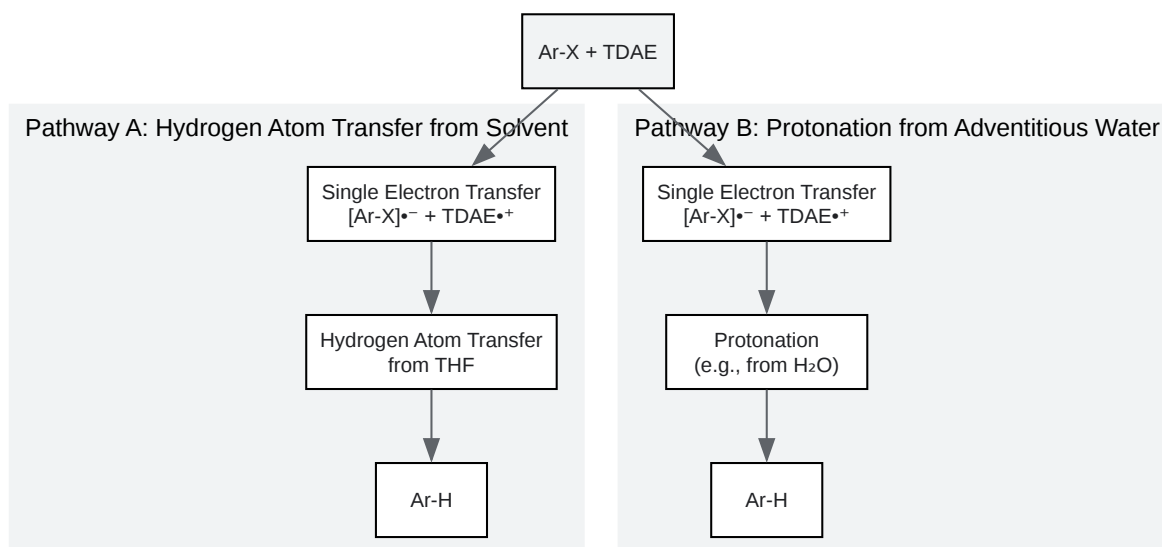 Ar-X + TDAE
Pathway A: Hydrogen Atom Transfer from Solvent
Single Electron Transfer
[Ar-X]•⁻ + TDAE•⁺
Hydrogen Atom Transfer
from THF
Ar-H
Pathway B: Protonation from Adventitious Water
Single Electron Transfer
[Ar-X]•⁻ + TDAE•⁺
Protonation
(e.g., from H₂O)
Ar-H